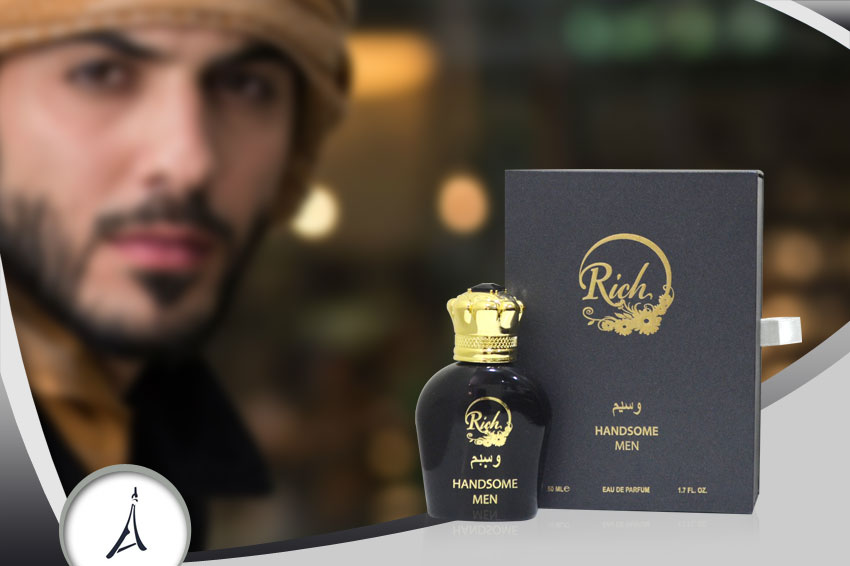 Rich
وسيم
HANDSOME
MEN
50 ML℮ EAU DE PARFUM 1.7 FL. OZ.
Rich
وسيم
HANDSOME
MEN